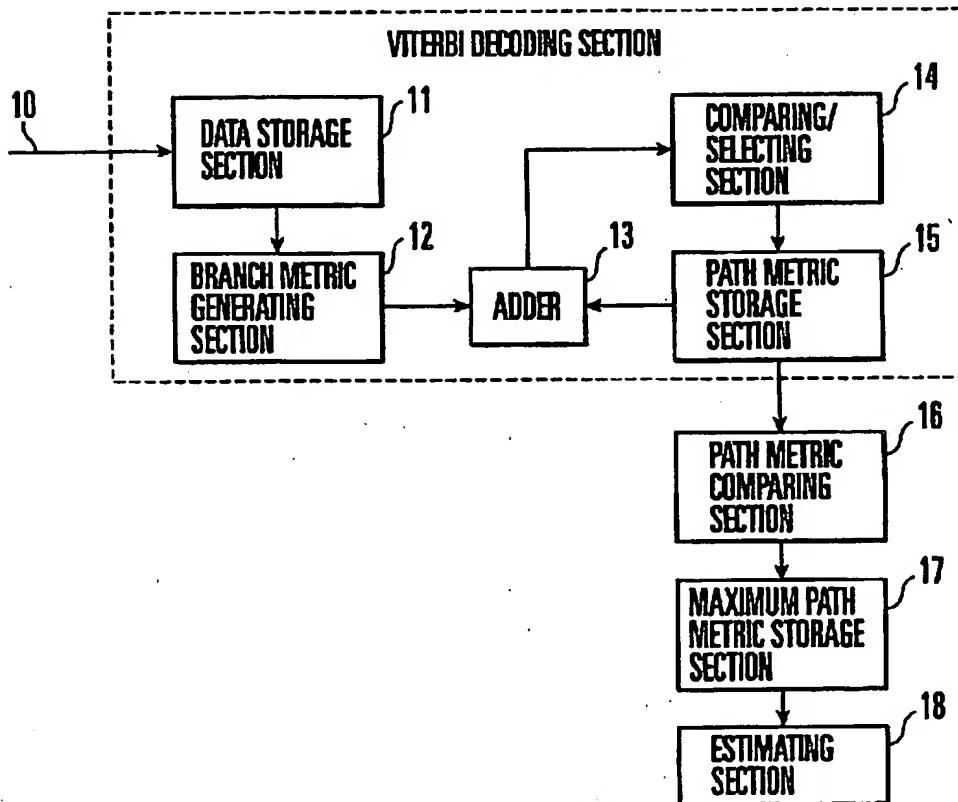 VITERBI DECODING SECTION
10
11
DATA STORAGE
SECTION
14
COMPARING/
SELECTING
SECTION
12
BRANCH METRIC
GENERATING
SECTION
13
ADDER
15
PATH METRIC
STORAGE
SECTION
16
PATH METRIC
COMPARING
SECTION
17
MAXIMUM PATH
METRIC STORAGE
SECTION
18
ESTIMATING
SECTION